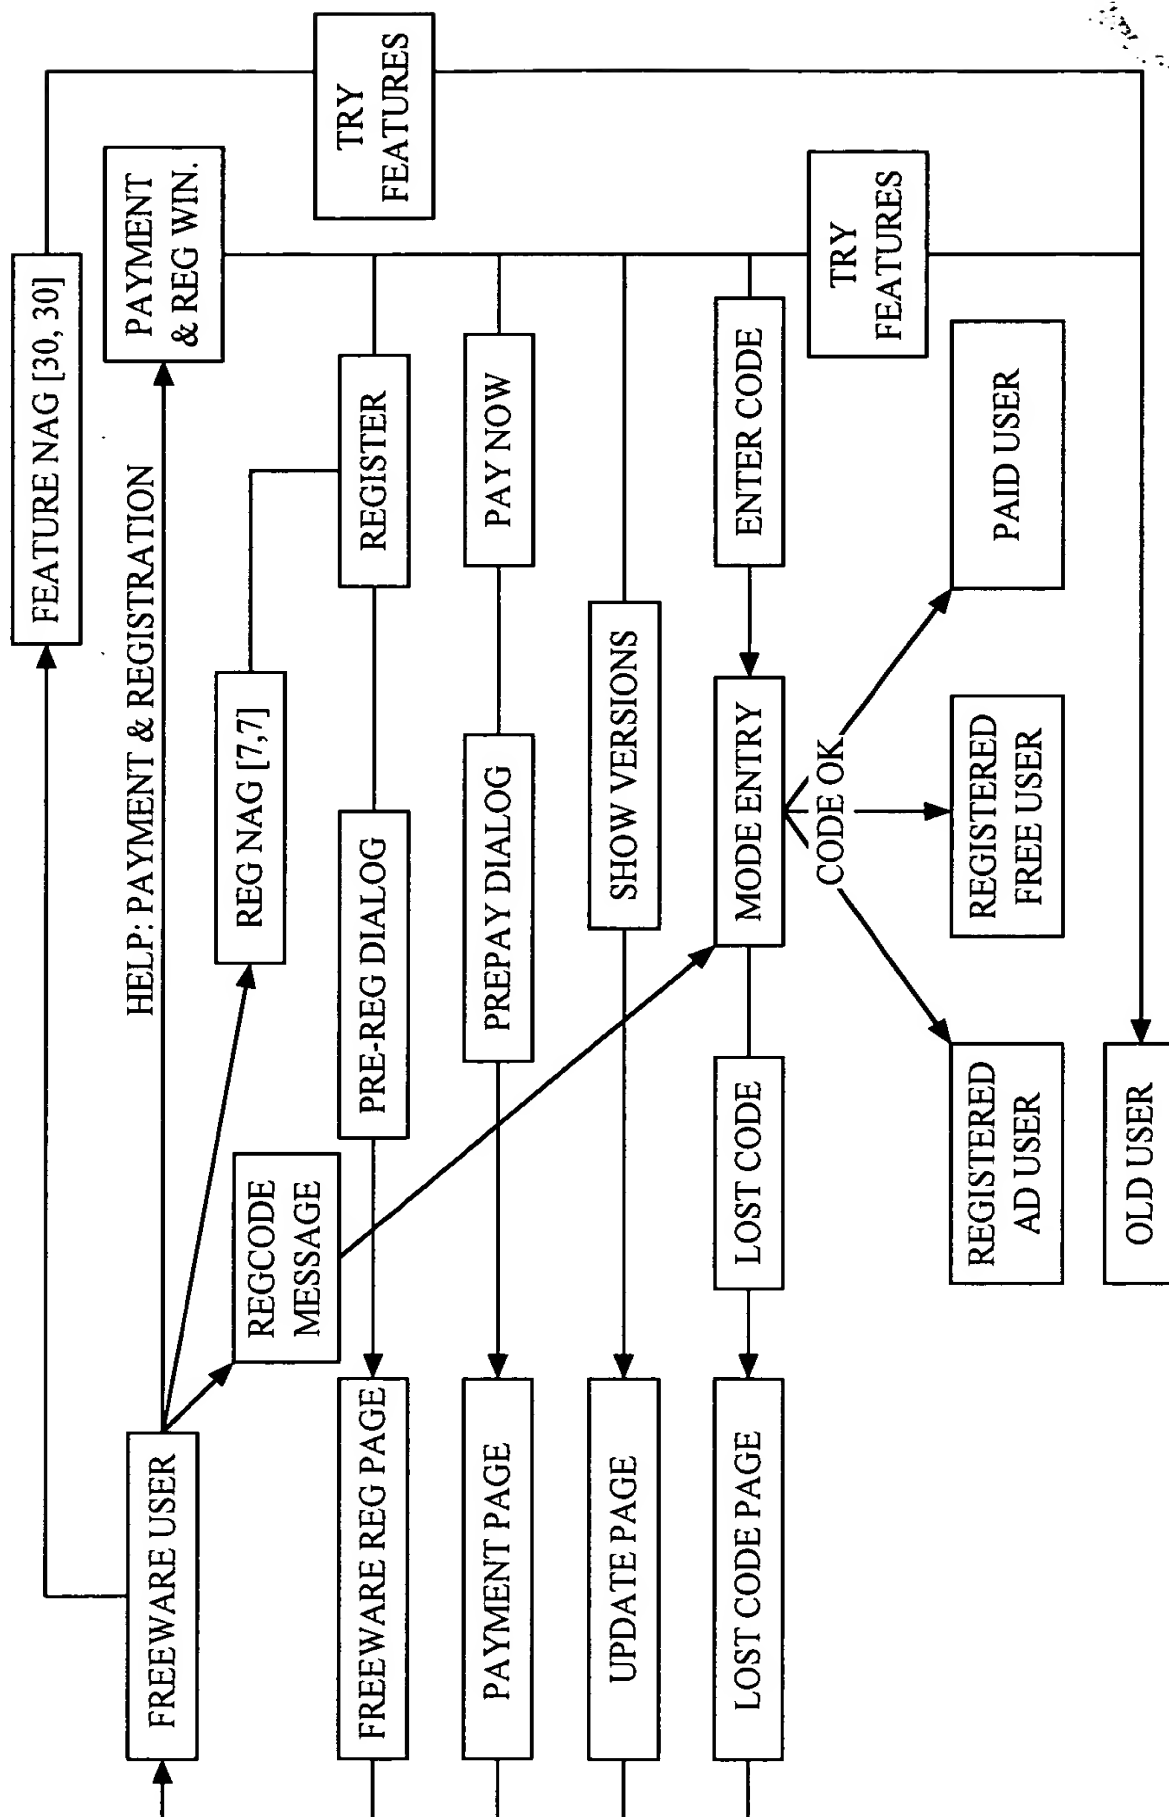 FREEWARE USER
FEATURE NAG [30, 30]
TRY
FEATURES
HELP: PAYMENT & REGISTRATION
PAYMENT
& REG WIN.
REG NAG [7,7]
REGCODE
MESSAGE
FREEWARE REG PAGE
PRE-REG DIALOG
REGISTER
PAYMENT PAGE
PREPAY DIALOG
PAY NOW
UPDATE PAGE
SHOW VERSIONS
LOST CODE PAGE
LOST CODE
MODE ENTRY
ENTER CODE
TRY
FEATURES
CODE OK
REGISTERED
AD USER
REGISTERED
FREE USER
PAID USER
OLD USER